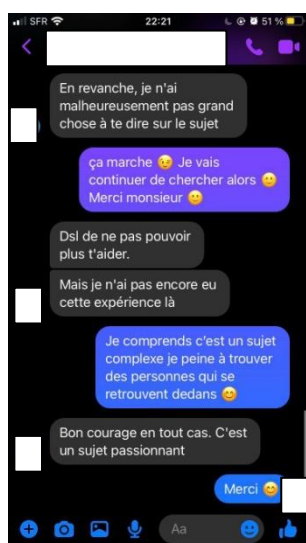 SFR 22:21 51 %
En revanche, je n'ai
malheureusement pas grand
chose à te dire sur le sujet
ça marche 😉 Je vais
continuer de chercher alors 🙂
Merci monsieur 🙂
Dsl de ne pas pouvoir
plus t'aider.
Mais je n'ai pas encore eu
cette expérience là
Je comprends c'est un sujet
complexe je peine à trouver
des personnes qui se
retrouvent dedans 😊
Bon courage en tout cas. C'est
un sujet passionnant
Merci 😊
Aa